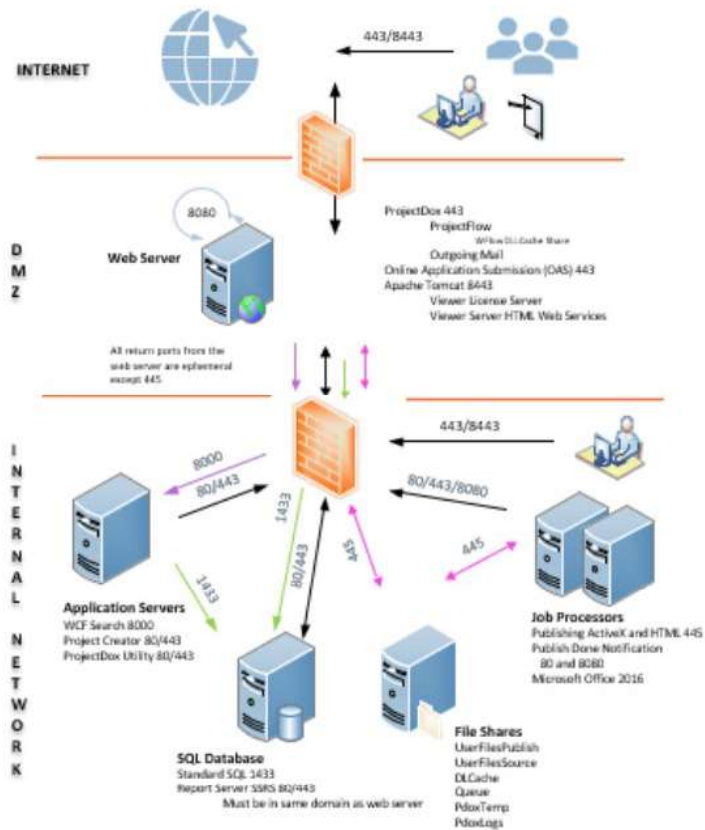 443/8443
INTERNET
8080
Web Server
ProjectDox 443
ProjectFlow
WFlow DLLCache Share
Outgoing Mail
Online Application Submission (OAS) 443
Apache Tomcat 8443
Viewer License Server
Viewer Server HTML Web Services
DMZ
All return ports from the
web server are ephemeral
except 445
443/8443
8000
80/443
80/443/8080
1433
80/443
445
445
1433
INTERNAL NETWORK
Application Servers
WCF Search 8000
Project Creator 80/443
ProjectDox Utility 80/443
Job Processors
Publishing ActiveX and HTML 445
Publish Done Notification
80 and 8080
Microsoft Office 2016
SQL Database
Standard SQL 1433
Report Server SSRS 80/443
Must be in same domain as web server
File Shares
UserFilesPublish
UserFilesSource
DLCache
Queue
PdoxTemp
PdoxLogs